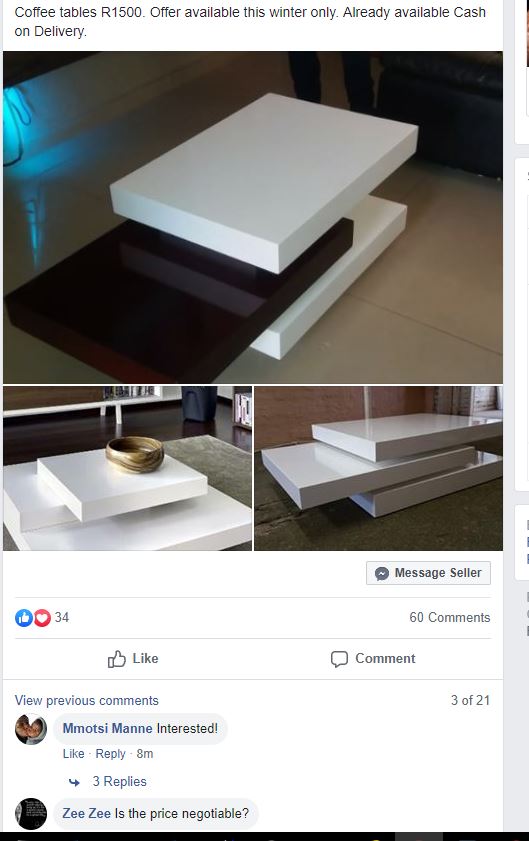 Coffee tables R1500. Offer available this winter only. Already available Cash
on Delivery.
Message Seller
34
60 Comments
Like
Comment
View previous comments
3 of 21
Mmotsi Manne Interested!
Like · Reply · 8m
3 Replies
Zee Zee Is the price negotiable?